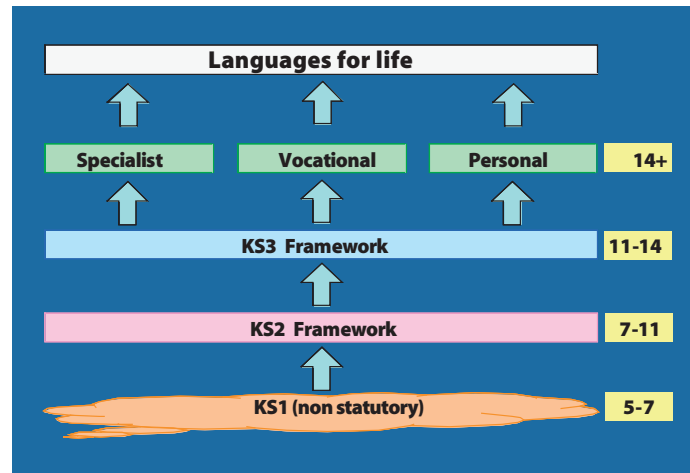 Languages for life
Specialist Vocational Personal 14+
KS3 Framework 11-14
KS2 Framework 7-11
KS1 (non statutory) 5-7